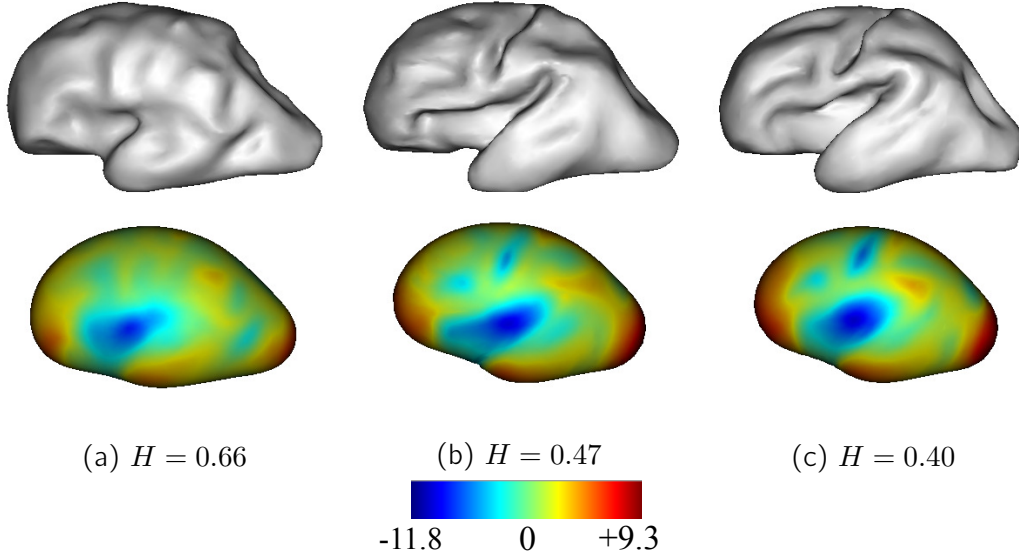 (a) H = 0.66
(b) H = 0.47
(c) H = 0.40
-11.8 0 +9.3